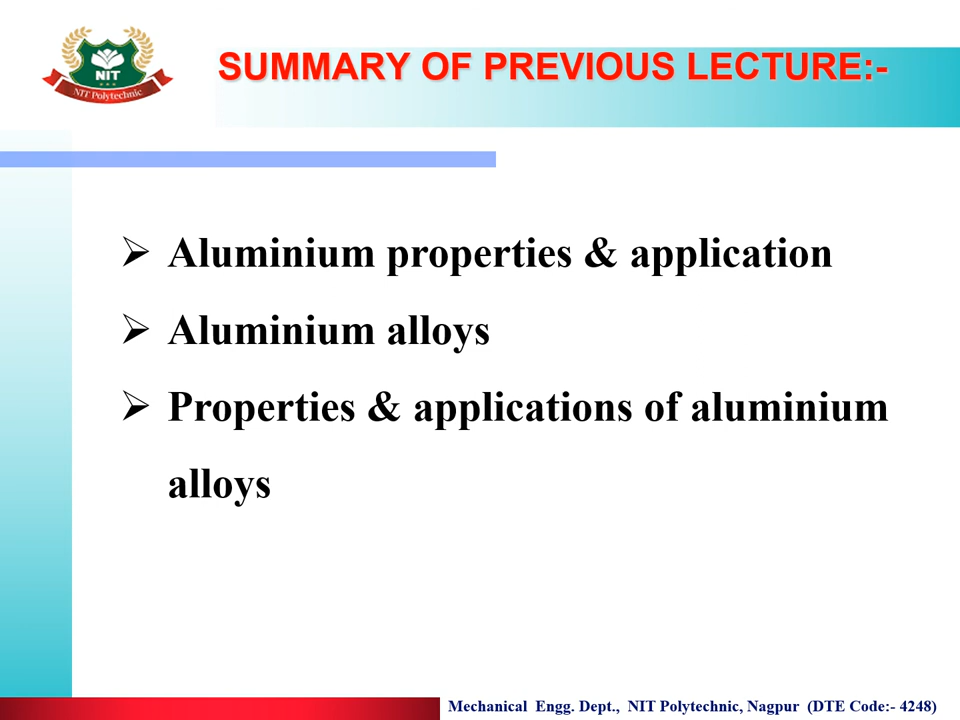 NIT
NIT Polytechnic
SUMMARY OF PREVIOUS LECTURE:-
➢ Aluminium properties & application
➢ Aluminium alloys
➢ Properties & applications of aluminium
alloys
Mechanical Engg. Dept., NIT Polytechnic, Nagpur (DTE Code:- 4248)